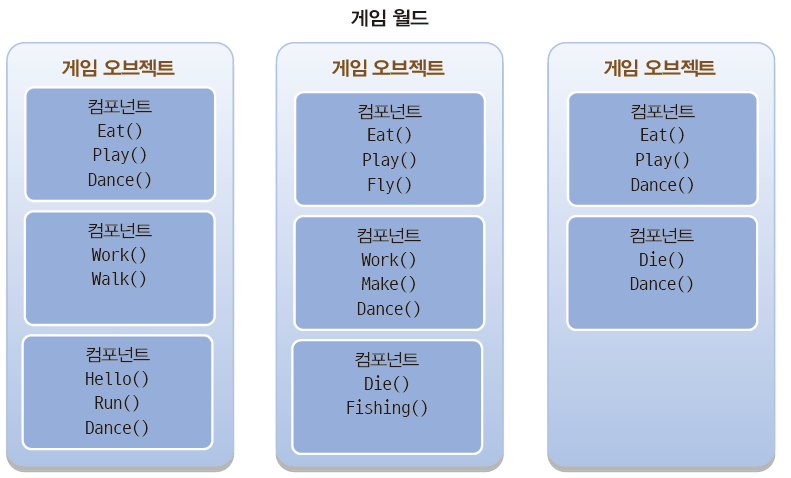 게임 월드
게임 오브젝트
컴포넌트
Eat()
Play()
Dance()
컴포넌트
Work()
Walk()
컴포넌트
Hello()
Run()
Dance()
게임 오브젝트
컴포넌트
Eat()
Play()
Fly()
컴포넌트
Work()
Make()
Dance()
컴포넌트
Die()
Fishing()
게임 오브젝트
컴포넌트
Eat()
Play()
Dance()
컴포넌트
Die()
Dance()